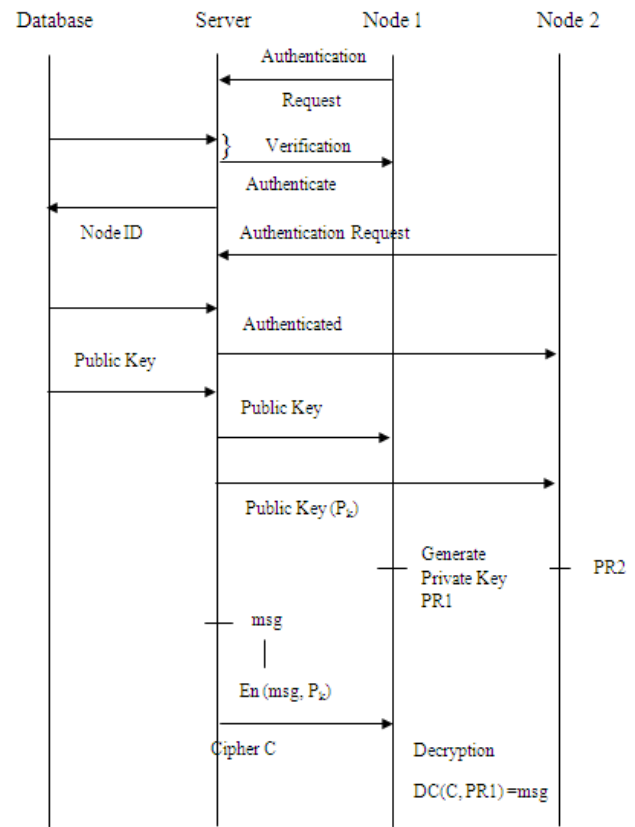 Database Server Node 1 Node 2
Authentication
Request
} Verification
Authenticate
Node ID
Authentication Request
Authenticated
Public Key
Public Key
Public Key (Pk)
Generate
Private Key
PR1
PR2
msg
En (msg, Pk)
Cipher C
Decryption
DC(C, PR1) =msg